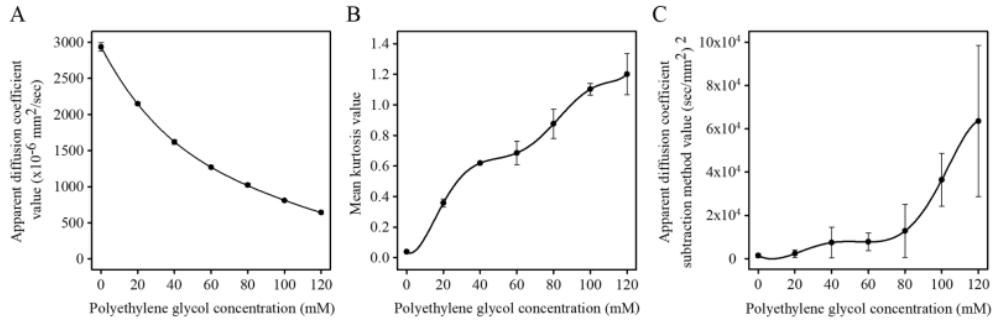 A
Apparent diffusion coefficient
value (x10⁻⁶ mm²/sec)
3000
2500
2000
1500
1000
500
0
0 20 40 60 80 100 120
Polyethylene glycol concentration (mM)
B
Mean kurtosis value
1.4
1.2
1.0
0.8
0.6
0.4
0.2
0.0
0 20 40 60 80 100 120
Polyethylene glycol concentration (mM)
C
Apparent diffusion coefficient
subtraction method value (sec/mm²) ²
10x10⁴
8x10⁴
6x10⁴
4x10⁴
2x10⁴
0
0 20 40 60 80 100 120
Polyethylene glycol concentration (mM)